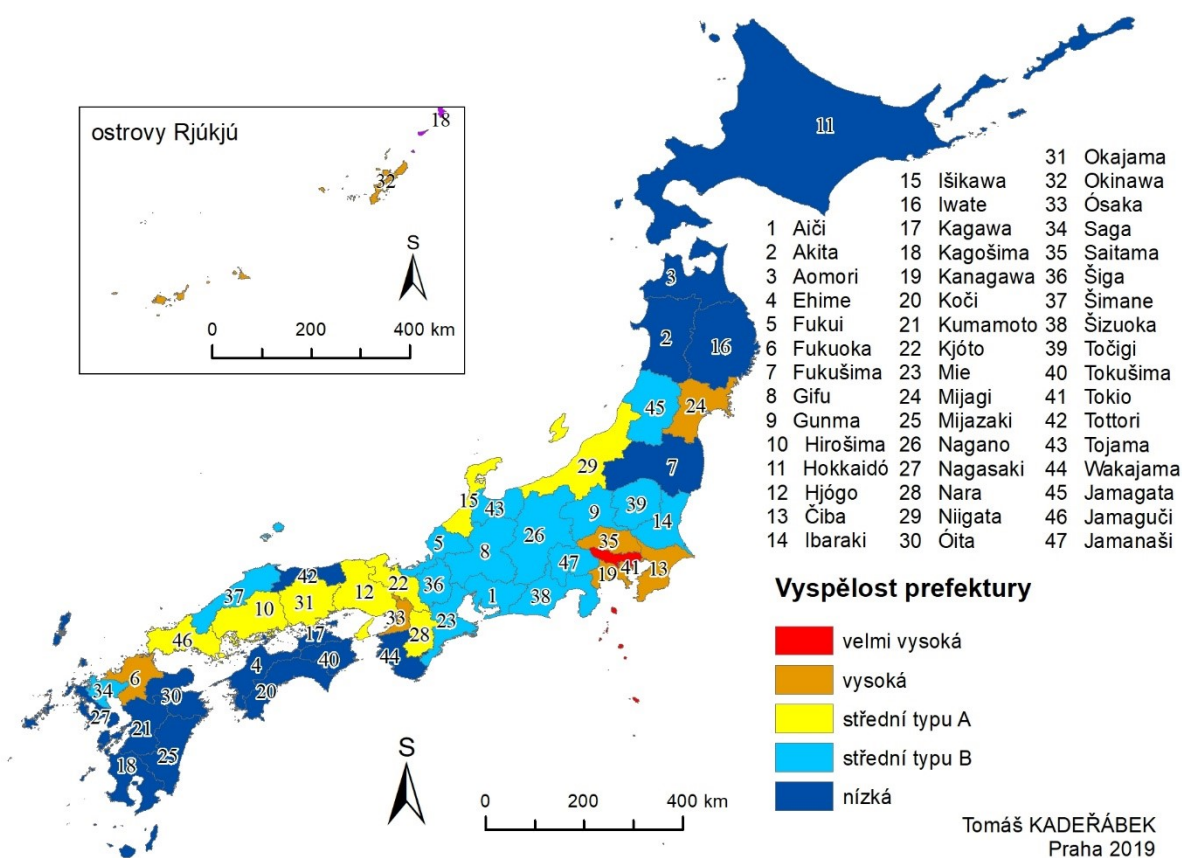 ostrovy Rjúkjú
18
32
S
0 200 400 km
11
3
2
16
45
24
29
7
15
43
9
39
14
26
35
5
8
47
41
13
19
36
1
38
42
22
12
37
31
10
33
23
28
46
17
44
4
40
6
20
34
30
27
21
25
18
S
0 200 400 km
1 Aiči
2 Akita
3 Aomori
4 Ehime
5 Fukui
6 Fukuoka
7 Fukušima
8 Gifu
9 Gunma
10 Hirošima
11 Hokkaidó
12 Hjógo
13 Čiba
14 Ibaraki
15 Išikawa
16 Iwate
17 Kagawa
18 Kagošima
19 Kanagawa
20 Koči
21 Kumamoto
22 Kjóto
23 Mie
24 Mijagi
25 Mijazaki
26 Nagano
27 Nagasaki
28 Nara
29 Niigata
30 Óita
31 Okajama
32 Okinawa
33 Ósaka
34 Saga
35 Saitama
36 Šiga
37 Šimane
38 Šizuoka
39 Točigi
40 Tokušima
41 Tokio
42 Tottori
43 Tojama
44 Wakajama
45 Jamagata
46 Jamaguči
47 Jamanaši
Vyspělost prefektury
velmi vysoká
vysoká
střední typu A
střední typu B
nízká
Tomáš KADEŘÁBEK
Praha 2019